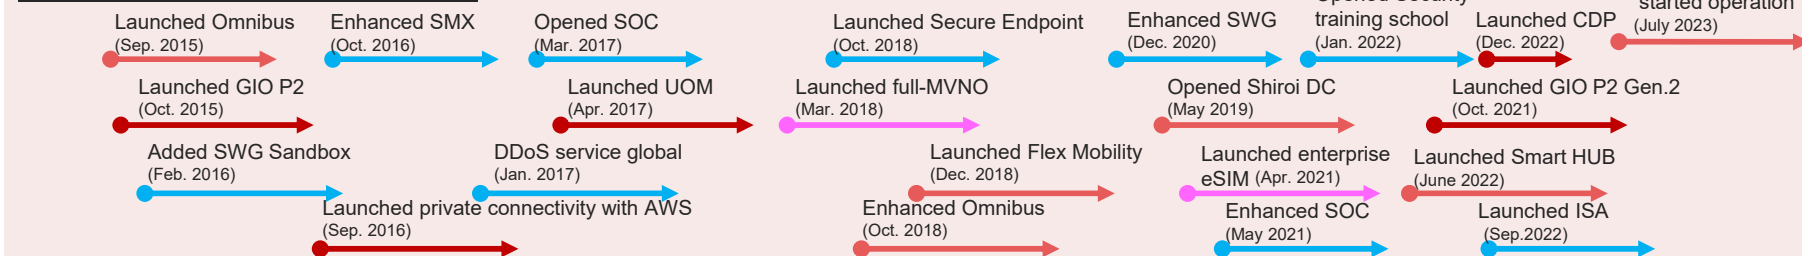 Opened Security
started operation
Launched Omnibus
Enhanced SMX
Opened SOC
Launched Secure Endpoint
Enhanced SWG
training school
Launched CDP
(July 2023)
(Sep. 2015)
(Oct. 2016)
(Mar. 2017)
(Oct. 2018)
(Dec. 2020)
(Jan. 2022)
(Dec. 2022)
Launched GIO P2
Launched UOM
Launched full-MVNO
Opened Shiroi DC
Launched GIO P2 Gen.2
(Oct. 2015)
(Apr. 2017)
(Mar. 2018)
(May 2019)
(Oct. 2021)
Added SWG Sandbox
DDoS service global
Launched Flex Mobility
Launched enterprise
Launched Smart HUB
(Feb. 2016)
(Jan. 2017)
(Dec. 2018)
eSIM (Apr. 2021)
(June 2022)
Launched private connectivity with AWS
Enhanced Omnibus
Enhanced SOC
Launched ISA
(Sep. 2016)
(Oct. 2018)
(May 2021)
(Sep.2022)